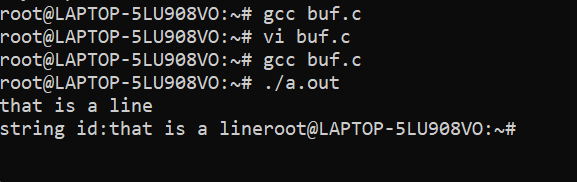 root@LAPTOP-5LU908VO:~# gcc buf.c
root@LAPTOP-5LU908VO:~# vi buf.c
root@LAPTOP-5LU908VO:~# gcc buf.c
root@LAPTOP-5LU908VO:~# ./a.out
that is a line
string id:that is a lineroot@LAPTOP-5LU908VO:~#